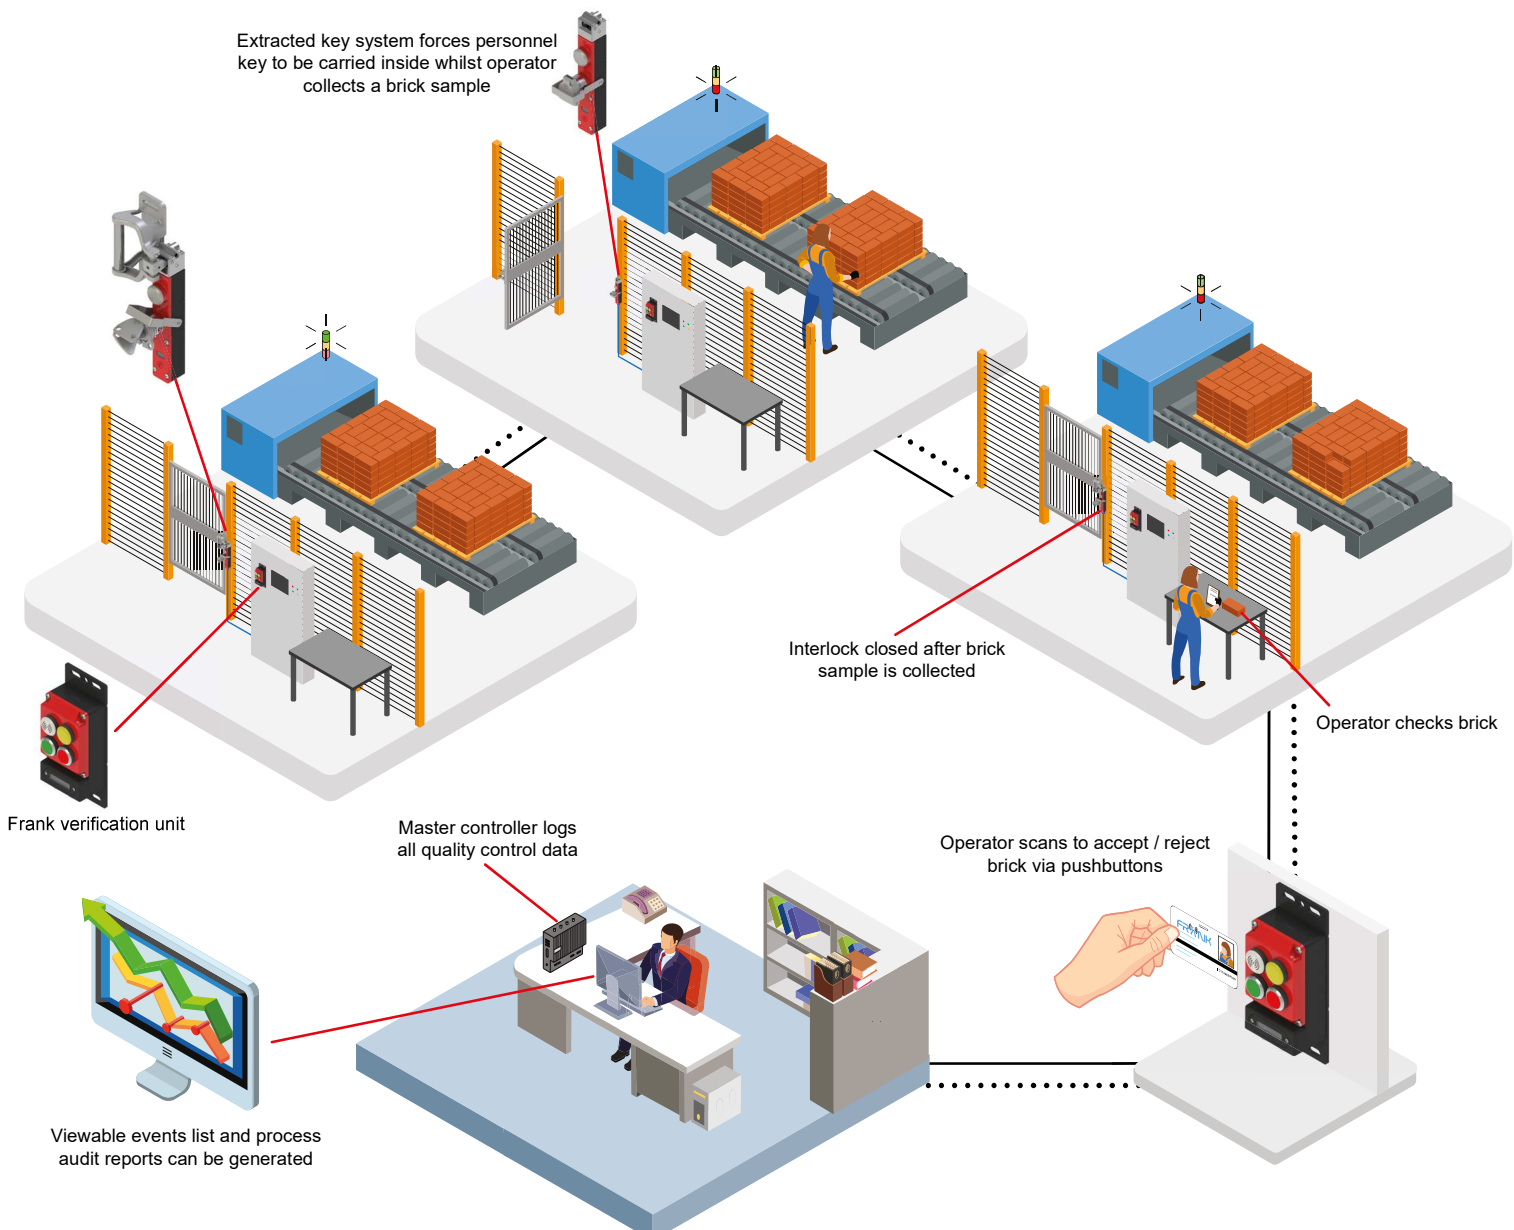 Extracted key system forces personnel
key to be carried inside whilst operator
collects a brick sample
Interlock closed after brick
sample is collected
Operator checks brick
Frank verification unit
Master controller logs
all quality control data
Operator scans to accept / reject
brick via pushbuttons
FRANK
Viewable events list and process
audit reports can be generated